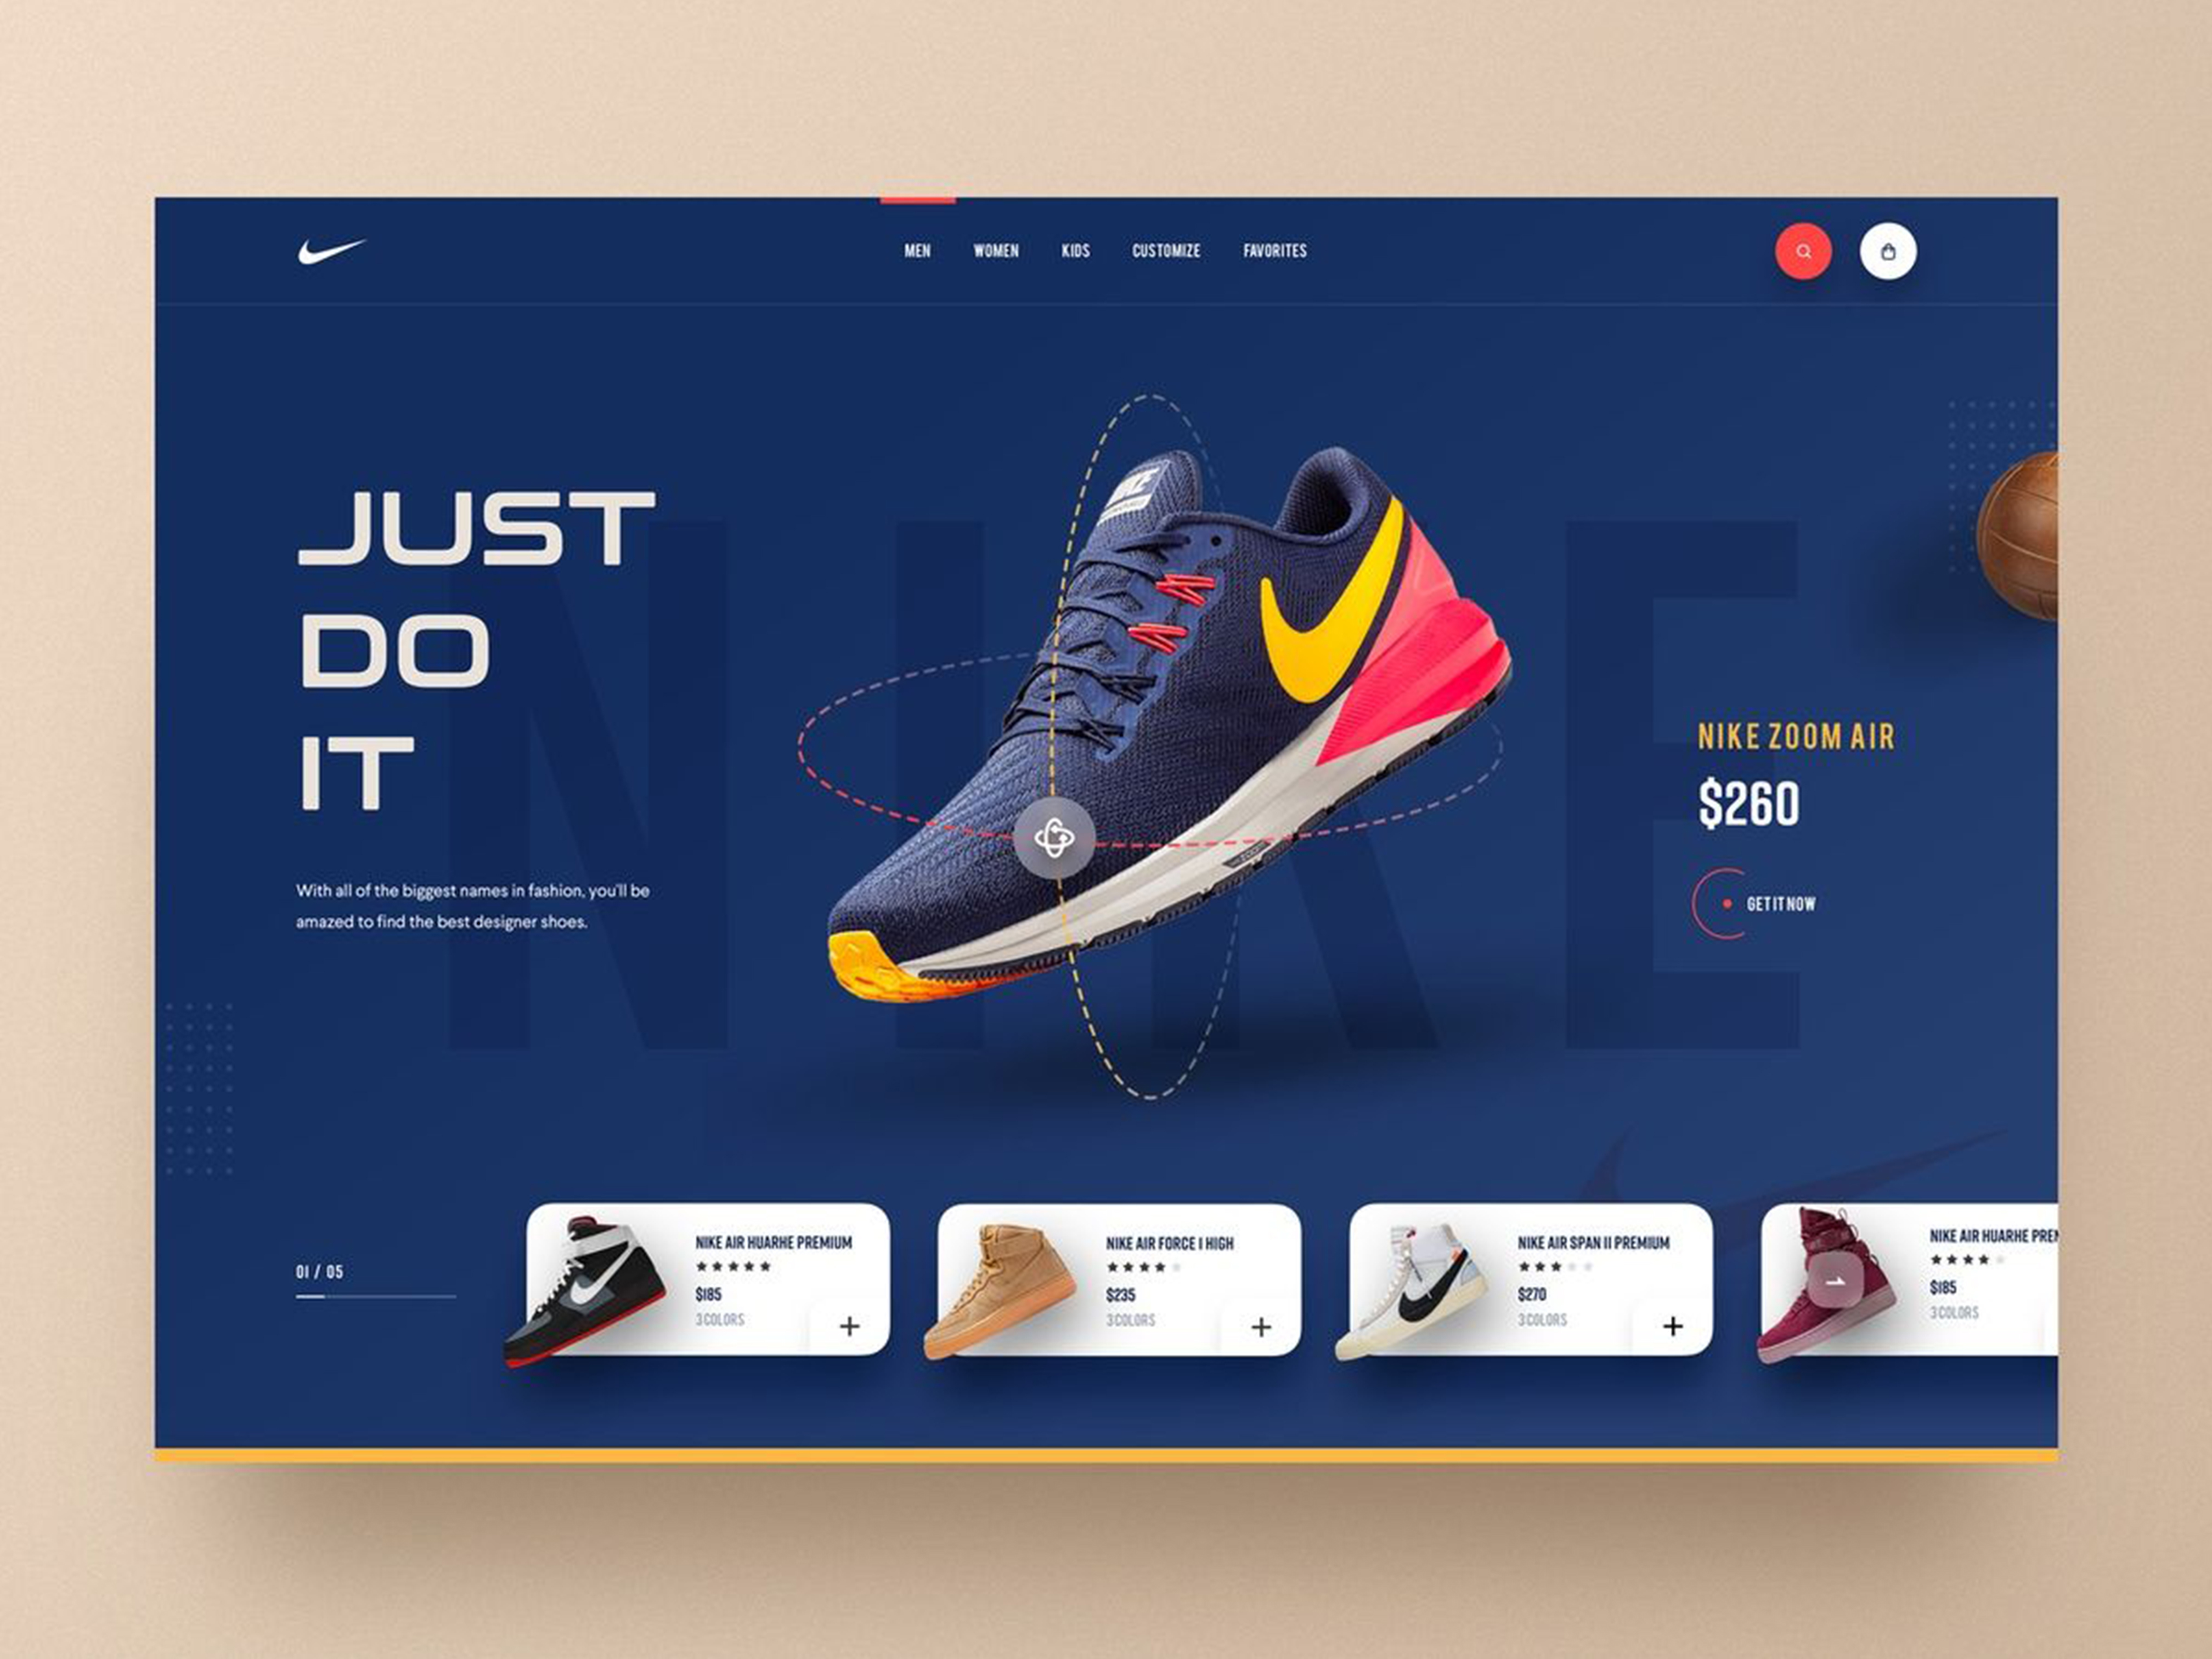 MEN WOMEN KIDS CUSTOMIZE FAVORITES
JUST
DO
IT
NIKE
NIKE
With all of the biggest names in fashion, you'll be
amazed to find the best designer shoes.
NIKE ZOOM AIR
$260
GET IT NOW
01 / 05
NIKE AIR HUARHE PREMIUM
$185
3 COLORS
+
NIKE AIR FORCE I HIGH
$235
3 COLORS
+
NIKE AIR SPAN II PREMIUM
$270
3 COLORS
+
NIKE AIR HUARHE PREM
$185
3 COLORS